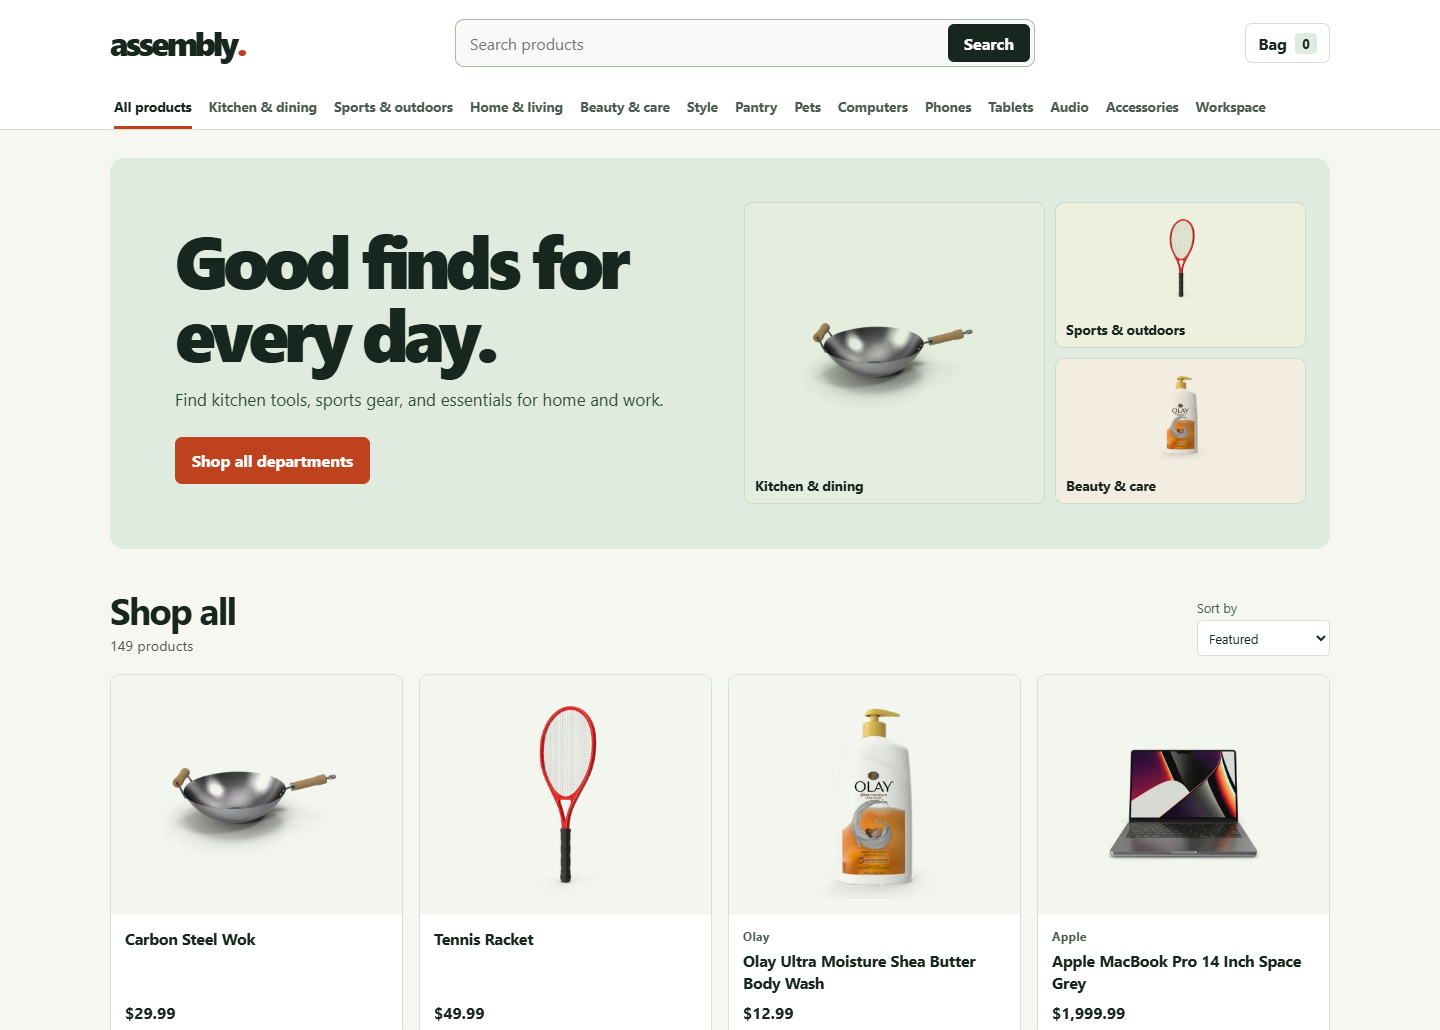 assembly.
Search products
Search
Bag 0
All products Kitchen & dining Sports & outdoors Home & living Beauty & care Style Pantry Pets Computers Phones Tablets Audio Accessories Workspace
Good finds for
every day.
Find kitchen tools, sports gear, and essentials for home and work.
Shop all departments
Kitchen & dining
Sports & outdoors
OLAY
Beauty & care
Shop all
149 products
Sort by
Featured
OLAY
Carbon Steel Wok
$29.99
Tennis Racket
$49.99
Olay
Olay Ultra Moisture Shea Butter
Body Wash
$12.99
Apple
Apple MacBook Pro 14 Inch Space
Grey
$1,999.99